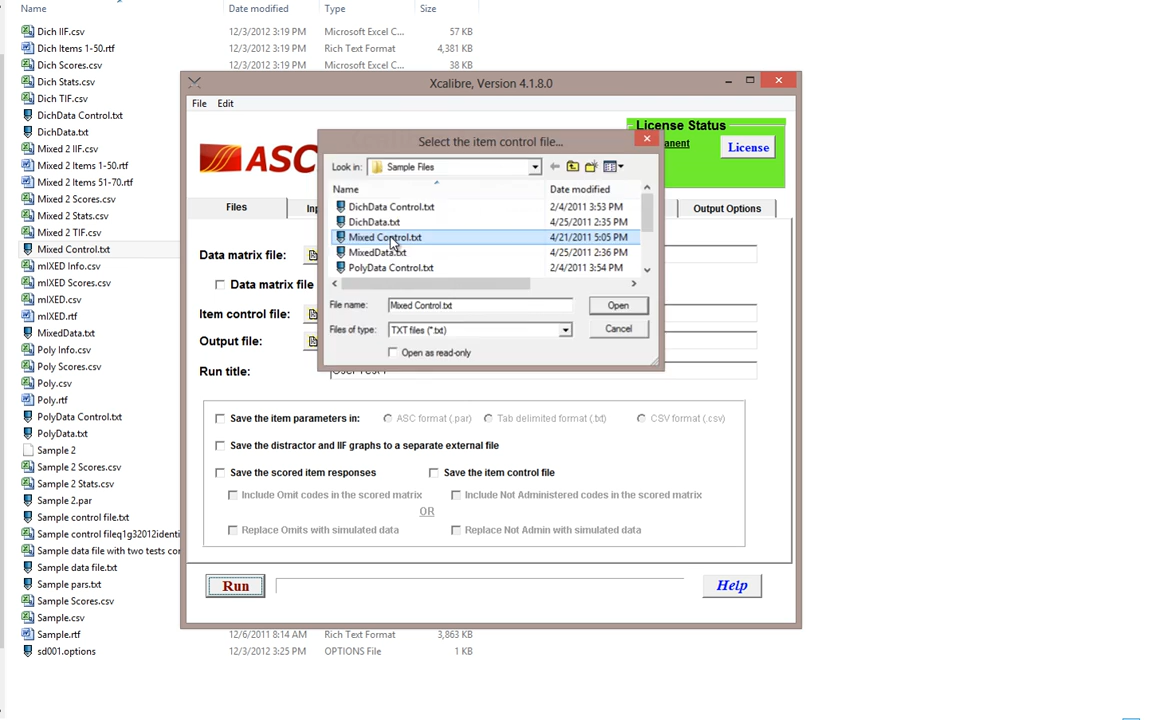 Name Date modified Type Size
Dich IIF.csv 12/3/2012 3:19 PM Microsoft Excel C... 57 KB
Dich Items 1-50.rtf 12/3/2012 3:19 PM Rich Text Format 4,381 KB
Dich Scores.csv 12/3/2012 3:19 PM Microsoft Excel C... 38 KB
Dich Stats.csv
Dich TIF.csv
DichData Control.txt
DichData.txt
Mixed 2 IIF.csv
Mixed 2 Items 1-50.rtf
Mixed 2 Items 51-70.rtf
Mixed 2 Scores.csv
Mixed 2 Stats.csv
Mixed 2 TIF.csv
Mixed Control.txt
mIXED Info.csv
mIXED Scores.csv
mIXED.csv
mIXED.rtf
MixedData.txt
Poly Info.csv
Poly Scores.csv
Poly.csv
Poly.rtf
PolyData Control.txt
PolyData.txt
Sample 2
Sample 2 Scores.csv
Sample 2 Stats.csv
Sample 2.par
Sample control file.txt
Sample control fileq1g32012identi
Sample data file with two tests co
Sample data file.txt
Sample pars.txt
Sample Scores.csv
Sample.csv
Sample.rtf 12/6/2011 8:14 AM Rich Text Format 3,863 KB
sd001.options 12/3/2012 3:25 PM OPTIONS File 1 KB
Xcalibre, Version 4.1.8.0
File Edit
ASC
License Status
anent
License
Files Inp Output Options
Data matrix file:
Data matrix file
Item control file:
Output file:
Run title:
Select the item control file...
Look in: Sample Files
Name Date modified
DichData Control.txt 2/4/2011 3:53 PM
DichData.txt 4/25/2011 2:35 PM
Mixed Control.txt 4/21/2011 5:05 PM
MixedData.txt 4/25/2011 2:36 PM
PolyData Control.txt 2/4/2011 3:54 PM
File name: Mixed Control.txt Open
Files of type: TXT files (*.txt) Cancel
Open as read-only
Save the item parameters in: ASC format (.par) Tab delimited format (.txt) CSV format (.csv)
Save the distractor and IIF graphs to a separate external file
Save the scored item responses Save the item control file
Include Omit codes in the scored matrix Include Not Administered codes in the scored matrix
OR
Replace Omits with simulated data Replace Not Admin with simulated data
Run Help